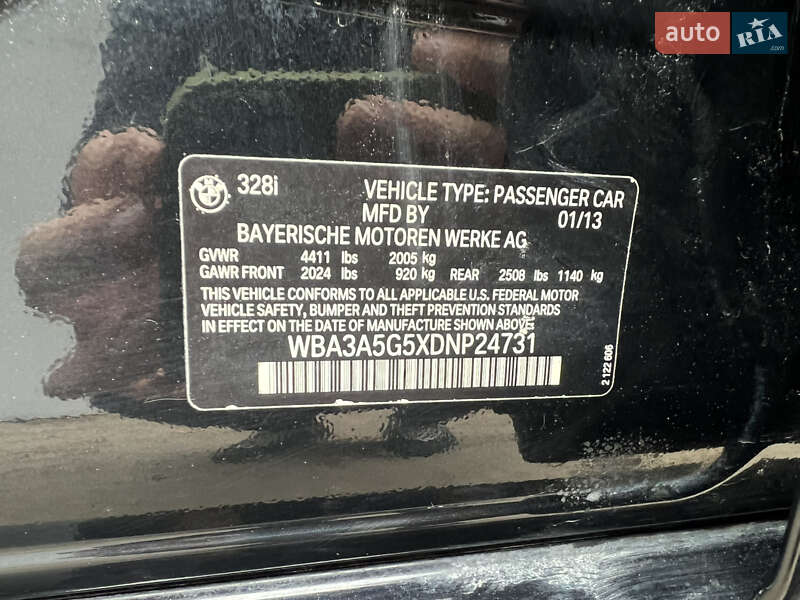 auto RIA
.com
328i VEHICLE TYPE: PASSENGER CAR
MFD BY 01/13
BAYERISCHE MOTOREN WERKE AG
GVWR 4411 lbs 2005 kg
GAWR FRONT 2024 lbs 920 kg REAR 2508 lbs 1140 kg
THIS VEHICLE CONFORMS TO ALL APPLICABLE U.S. FEDERAL MOTOR
VEHICLE SAFETY, BUMPER AND THEFT PREVENTION STANDARDS
IN EFFECT ON THE DATE OF MANUFACTURE SHOWN ABOVE.
WBA3A5G5XDNP24731
2 122 606